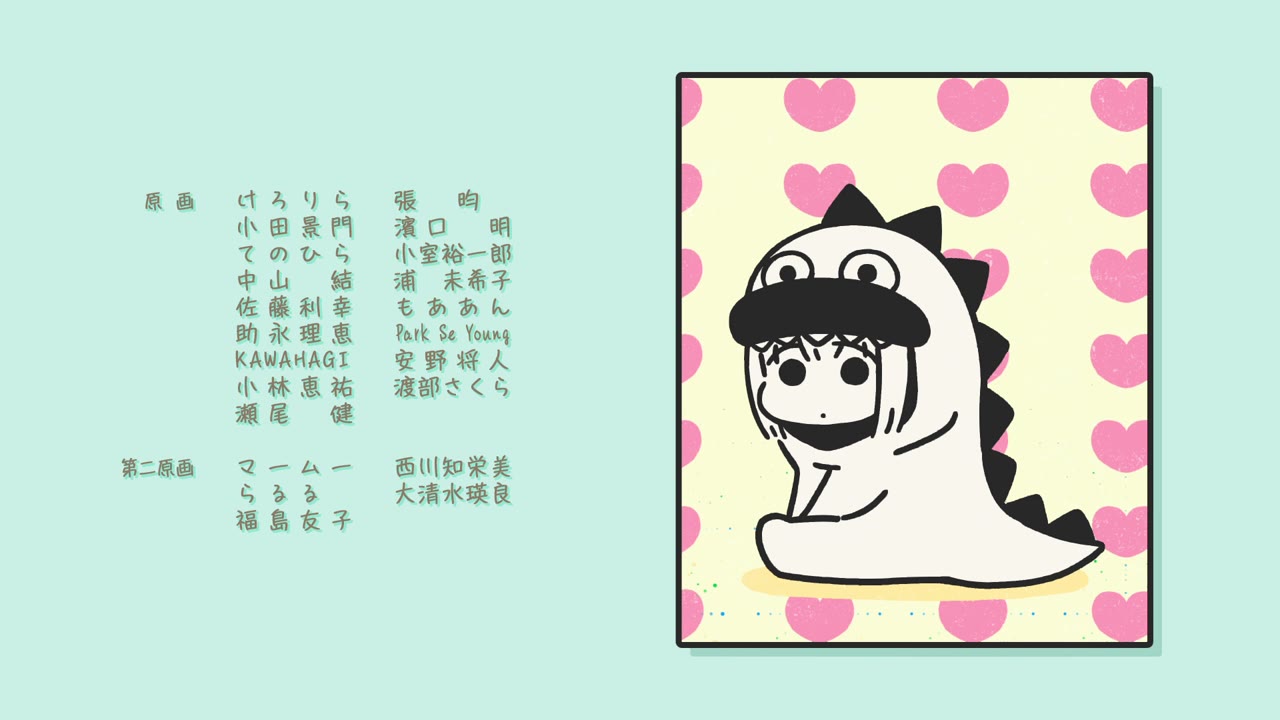 原画 けろりら 張 昀
小田景門 濱口 明
てのひら 小室裕一郎
中山 結 浦 未希子
佐藤利幸 もああん
助永理恵 Park Se Young
KAWAHAGI 安野将人
小林恵祐 渡部さくら
瀬尾 健
第二原画 マームー 西川知栄美
らるる 大清水瑛良
福島友子